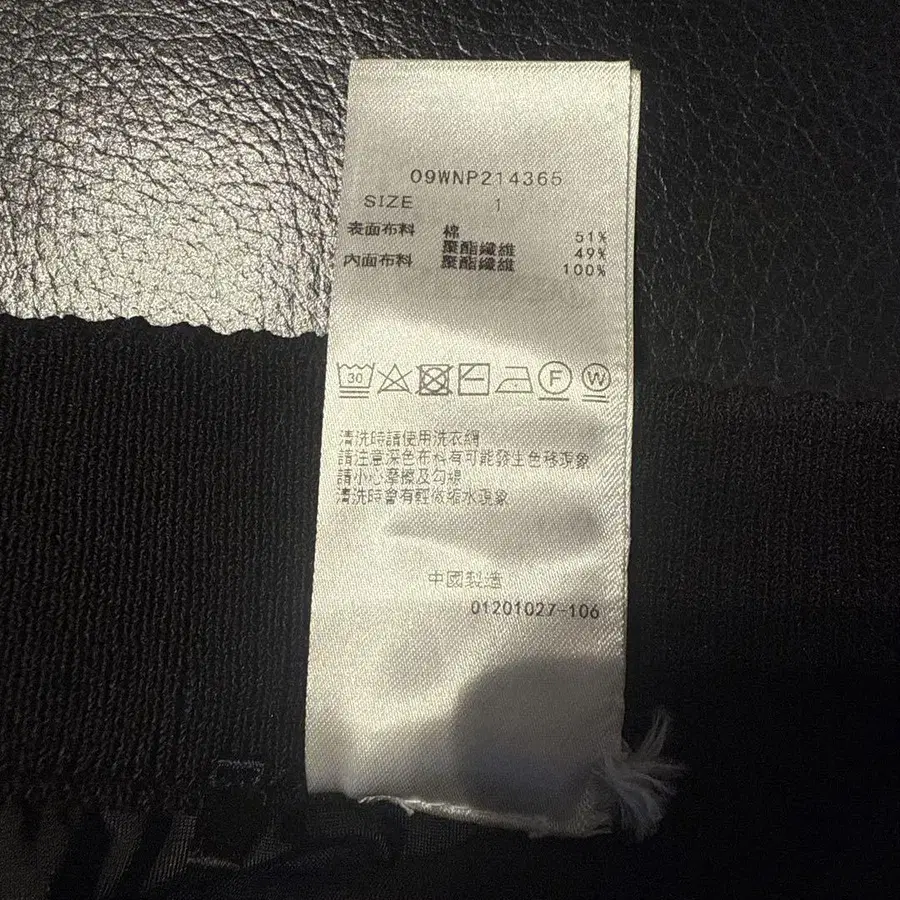 09WNP214365
SIZE 1
表面布料 棉 51%
聚酯纖維 49%
內面布料 聚酯纖維 100%
30 F W
清洗時請使用洗衣網
請注意深色布料有可能發生色移現象
請小心摩擦及勾線
清洗時會有輕微縮水現象
中國製造
01201027-106